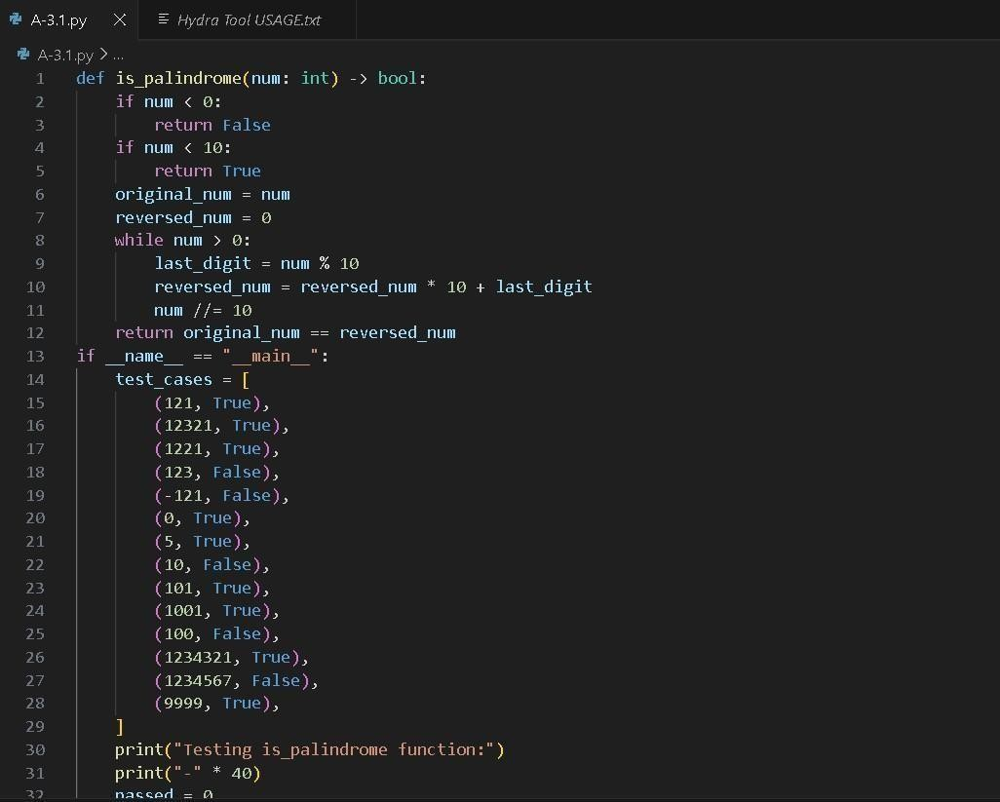 A-3.1.py
Hydra Tool USAGE.txt
A-3.1.py > ...
1 def is_palindrome(num: int) -> bool:
2     if num < 0:
3         return False
4     if num < 10:
5         return True
6     original_num = num
7     reversed_num = 0
8     while num > 0:
9         last_digit = num % 10
10         reversed_num = reversed_num * 10 + last_digit
11         num //= 10
12     return original_num == reversed_num
13 if __name__ == "__main__":
14     test_cases = [
15         (121, True),
16         (12321, True),
17         (1221, True),
18         (123, False),
19         (-121, False),
20         (0, True),
21         (5, True),
22         (10, False),
23         (101, True),
24         (1001, True),
25         (100, False),
26         (1234321, True),
27         (1234567, False),
28         (9999, True),
29     ]
30     print("Testing is_palindrome function:")
31     print("-" * 40)
32     passed = 0